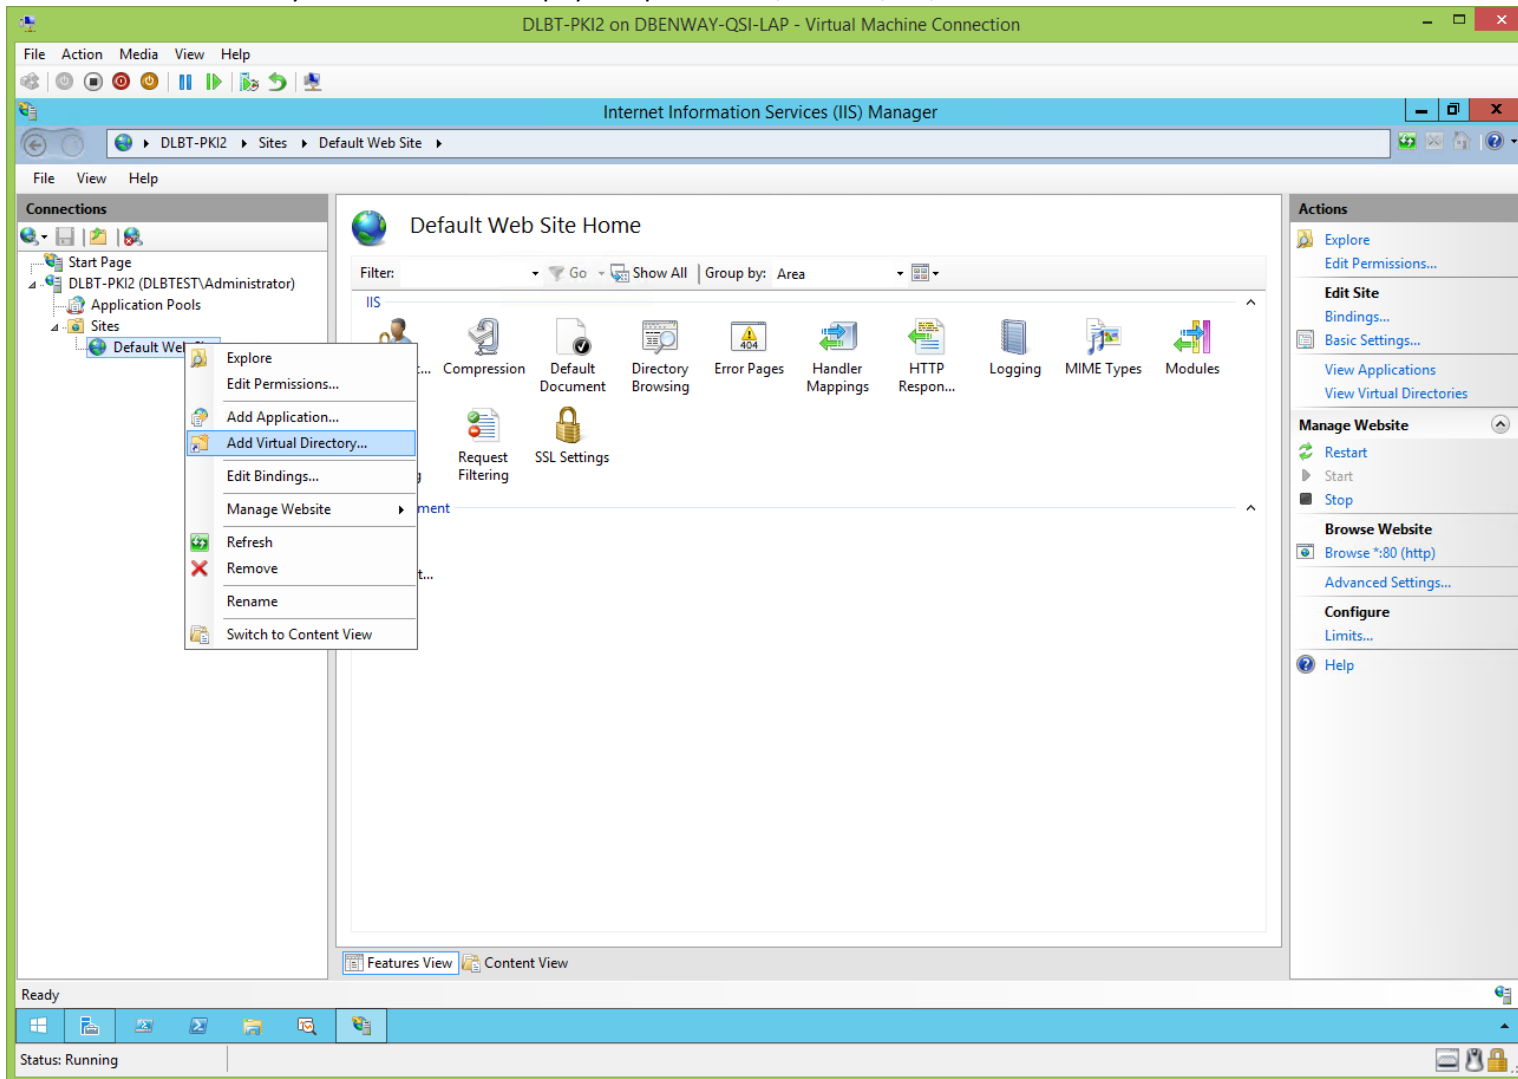 DLBT-PKI2 on DBENWAY-QSI-LAP - Virtual Machine Connection
File Action Media View Help
Internet Information Services (IIS) Manager
DLBT-PKI2 Sites Default Web Site
File View Help
Connections
Start Page
DLBT-PKI2 (DLBTEST\Administrator)
Application Pools
Sites
Default We
Explore
Edit Permissions...
Add Application...
Add Virtual Directory...
Edit Bindings...
Manage Website
Refresh
Remove
Rename
Switch to Content View
Default Web Site Home
Filter: Go Show All Group by: Area
IIS
Compression
Default Document
Directory Browsing
Error Pages
Handler Mappings
HTTP Respon...
Logging
MIME Types
Modules
Request Filtering
SSL Settings
ment
t...
Features View Content View
Actions
Explore
Edit Permissions...
Edit Site
Bindings...
Basic Settings...
View Applications
View Virtual Directories
Manage Website
Restart
Start
Stop
Browse Website
Browse *:80 (http)
Advanced Settings...
Configure
Limits...
Help
Ready
Status: Running